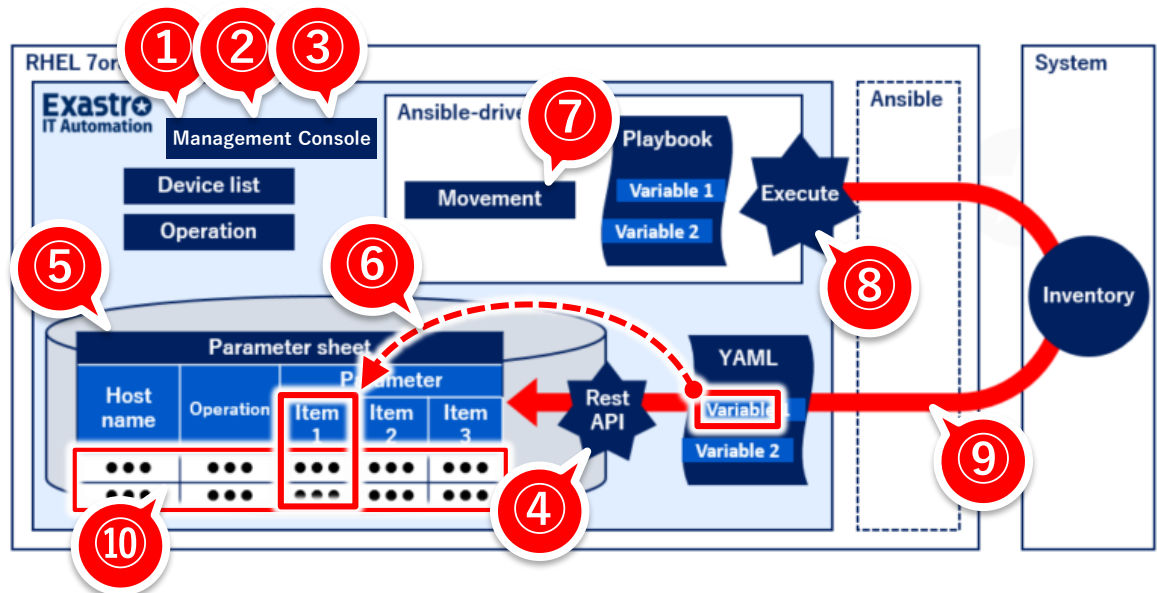 ① ② ③
RHEL 7or
System
Exastro
IT Automation
Management Console
Device list
Operation
Ansible-drive
⑦
Movement
Playbook
Variable 1
Variable 2
Execute
⑧
Ansible
Inventory
⑤
⑥
Parameter sheet
Host
name
Operation
Parameter
Item
1
Item
2
Item
3
⑩
Rest
API
④
YAML
Variable 1
Variable 2
⑨